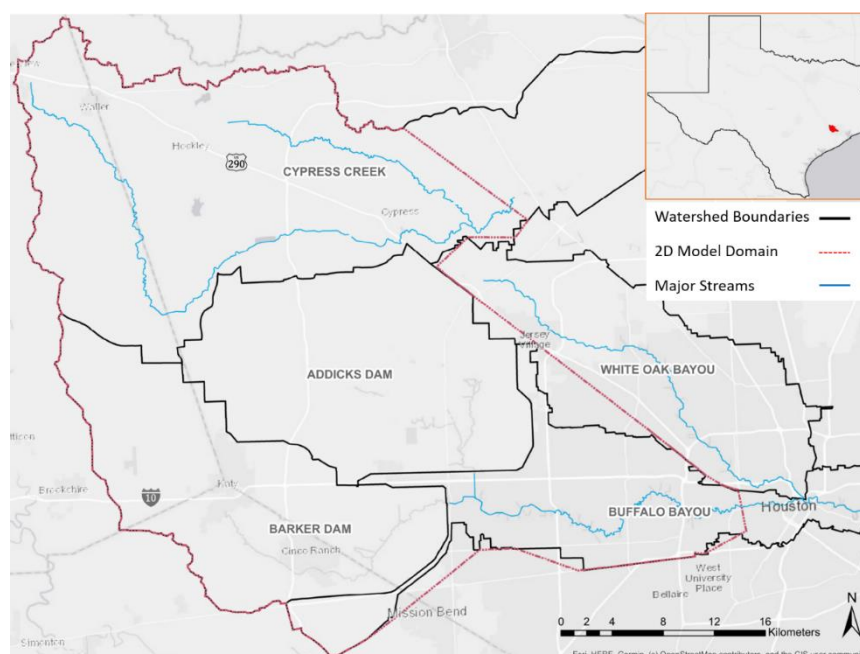 Waller
Hockley
US
290
CYPRESS CREEK
Cypress
Watershed Boundaries
2D Model Domain
Major Streams
Jersey
Village
ADDICKS DAM
WHITE OAK BAYOU
Katy
Brookshire
10
BARKER DAM
Cinco Ranch
BUFFALO BAYOU
Houston
West
University
Place
Bellaire
Mission Bend
Simonton
N
0 2 4 8 12 16
Kilometers